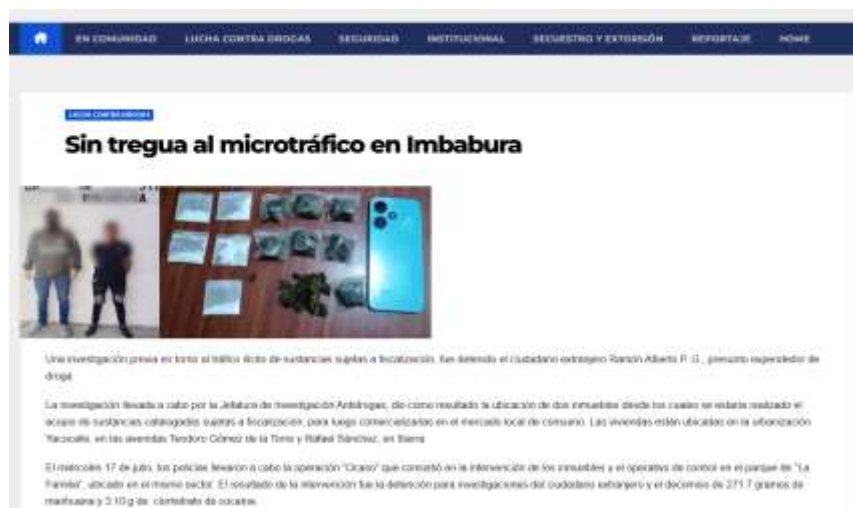 EN COMUNIDAD LUCHA CONTRA DROGAS SEGURIDAD INSTITUCIONAL SECUESTRO Y EXTORSIÓN REPORTAJE HOME
LUCHA CONTRA DROGAS
Sin tregua al microtráfico en Imbabura
Una investigación previa en torno al tráfico ilícito de sustancias sujetas a fiscalización, fue detenido el ciudadano extranjero Ramón Alberto P. G., presunto expendedor de
droga.
La investigación llevada a cabo por la Jefatura de Investigación Antidrogas, dio como resultado la ubicación de dos inmuebles desde los cuales se estaría realizado el
acopio de sustancias catalogadas sujetas a fiscalización, para luego comercializarlas en el mercado local de consumo. Las viviendas están ubicadas en la urbanización
Yacucalle, en las avenidas Teodoro Gómez de la Torre y Rafael Sánchez, en Ibarra.
El miércoles 17 de julio, los policías llevaron a cabo la operación "Ocaso" que consistió en la intervención de los inmuebles y el operativo de control en el parque de "La
Familia", ubicado en el mismo sector. El resultado de la intervención fue la detención para investigaciones del ciudadano extranjero y el decomiso de 271.7 gramos de
marihuana y 3.10 g de clorhidrato de cocaína.